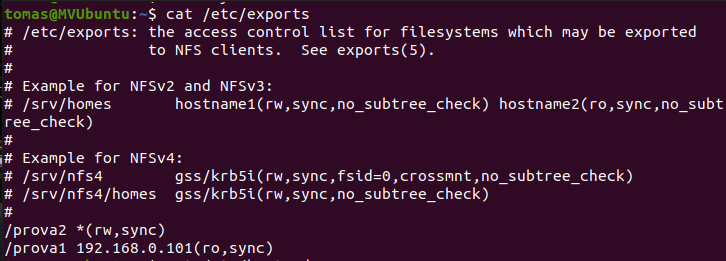 tomas@MVUbuntu:~$ cat /etc/exports
# /etc/exports: the access control list for filesystems which may be exported
#               to NFS clients.  See exports(5).
#
# Example for NFSv2 and NFSv3:
# /srv/homes       hostname1(rw,sync,no_subtree_check) hostname2(ro,sync,no_subt
ree_check)
#
# Example for NFSv4:
# /srv/nfs4        gss/krb5i(rw,sync,fsid=0,crossmnt,no_subtree_check)
# /srv/nfs4/homes  gss/krb5i(rw,sync,no_subtree_check)
#
/prova2 *(rw,sync)
/prova1 192.168.0.101(ro,sync)